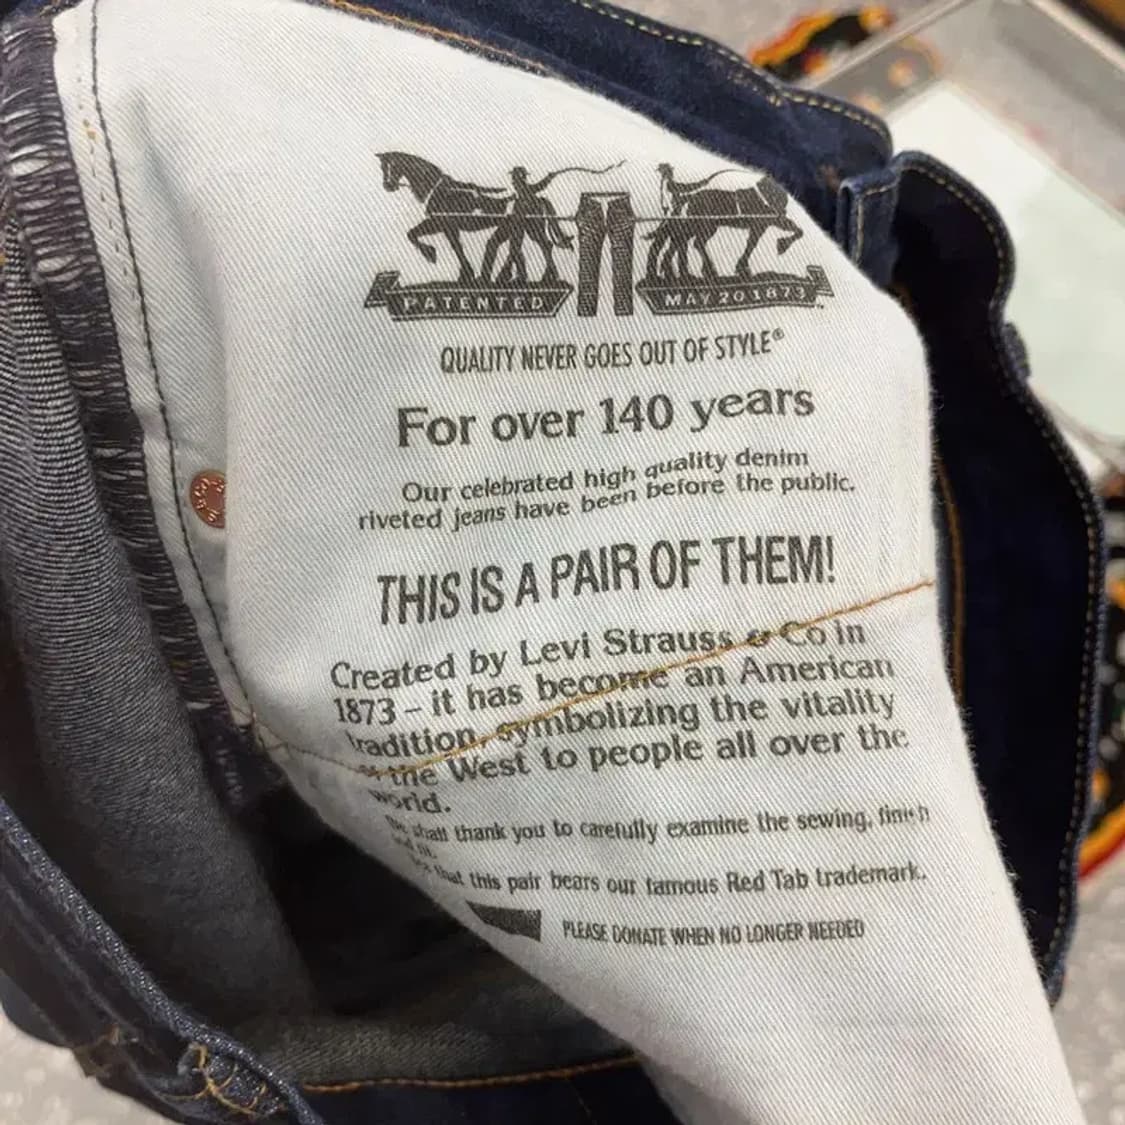 PATENTED
MAY 20 1873
QUALITY NEVER GOES OUT OF STYLE®
For over 140 years
Our celebrated high quality denim
riveted jeans have been before the public.
THIS IS A PAIR OF THEM!
Created by Levi Strauss & Co in
1873 – it has become an American
tradition, symbolizing the vitality
the West to people all over the
world.
shall thank you to carefully examine the sewing, finish
fit.
that this pair bears our famous Red Tab trademark.
PLEASE DONATE WHEN NO LONGER NEEDED